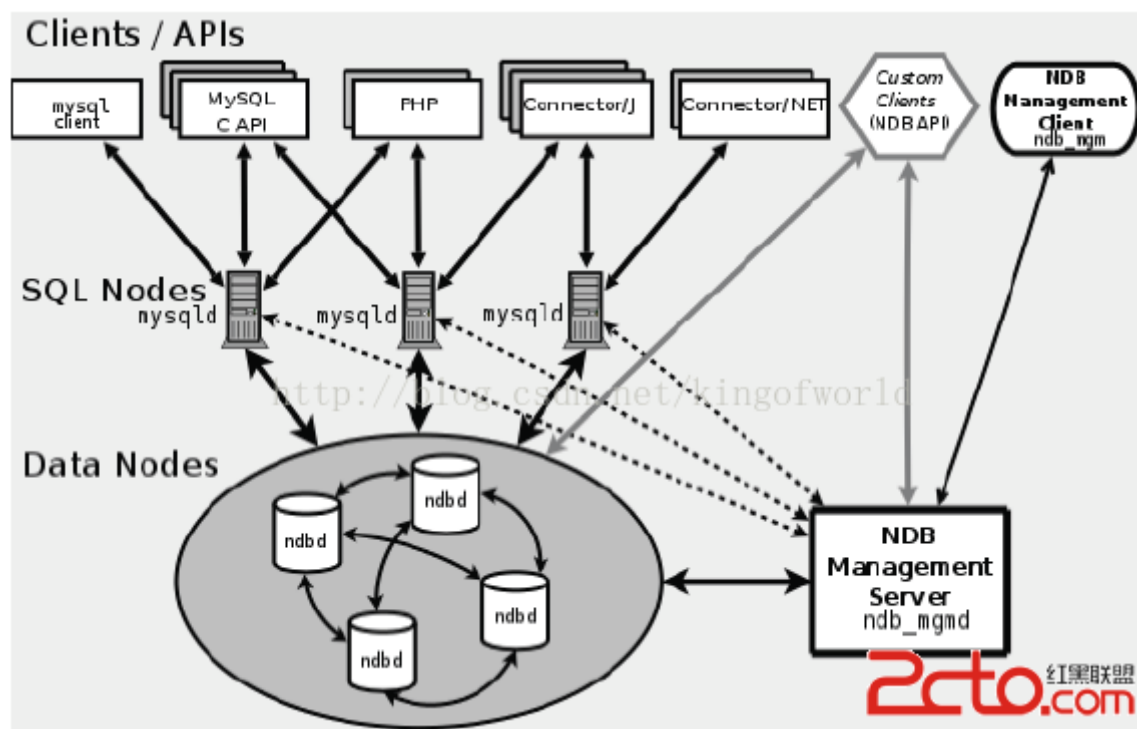 Clients / APIs
mysql
client
MySQL
C API
PHP
Connector/J
Connector/NET
Custom
Clients
(NDB API)
NDB
Management
Client
ndb_mgm
SQL Nodes
mysqld
mysqld
mysqld
http://blog.csdn.net/kingofworld
Data Nodes
ndbd
ndbd
ndbd
ndbd
NDB
Management
Server
ndb_mgmd
2cto.com
红黑联盟